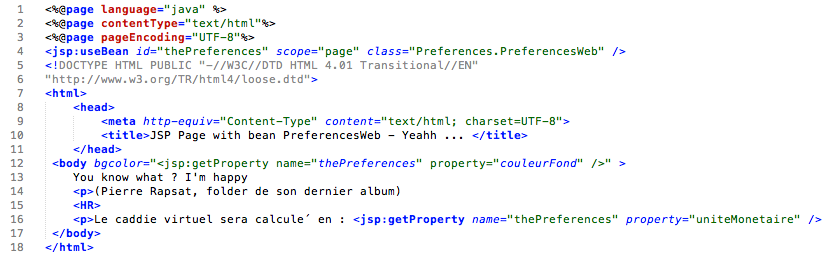 1 <%@page language="java" %>
2 <%@page contentType="text/html"%>
3 <%@page pageEncoding="UTF-8"%>
4 <jsp:useBean id="thePreferences" scope="page" class="Preferences.PreferencesWeb" />
5 <!DOCTYPE HTML PUBLIC "-//W3C//DTD HTML 4.01 Transitional//EN"
6 "http://www.w3.org/TR/html4/loose.dtd">
7 <html>
8 <head>
9 <meta http-equiv="Content-Type" content="text/html; charset=UTF-8">
10 <title>JSP Page with bean PreferencesWeb - Yeahh ... </title>
11 </head>
12 <body bgcolor="<jsp:getProperty name="thePreferences" property="couleurFond" />" >
13 You know what ? I'm happy
14 <p>(Pierre Rapsat, folder de son dernier album)
15 <HR>
16 <p>Le caddie virtuel sera calcule´ en : <jsp:getProperty name="thePreferences" property="uniteMonetaire" />
17 </body>
18 </html>